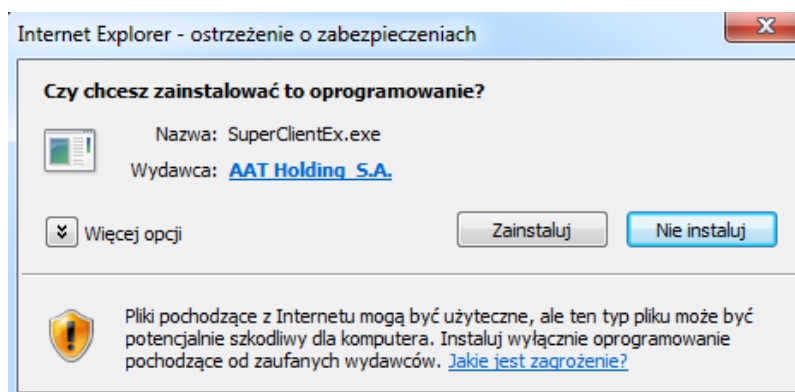 Internet Explorer - ostrzeżenie o zabezpieczeniach
Czy chcesz zainstalować to oprogramowanie?
Nazwa: SuperClientEx.exe
Wydawca: AAT Holding S.A.
Więcej opcji
Zainstaluj
Nie instaluj
Pliki pochodzące z Internetu mogą być użyteczne, ale ten typ pliku może być
potencjalnie szkodliwy dla komputera. Instaluj wyłącznie oprogramowanie
pochodzące od zaufanych wydawców. Jakie jest zagrożenie?